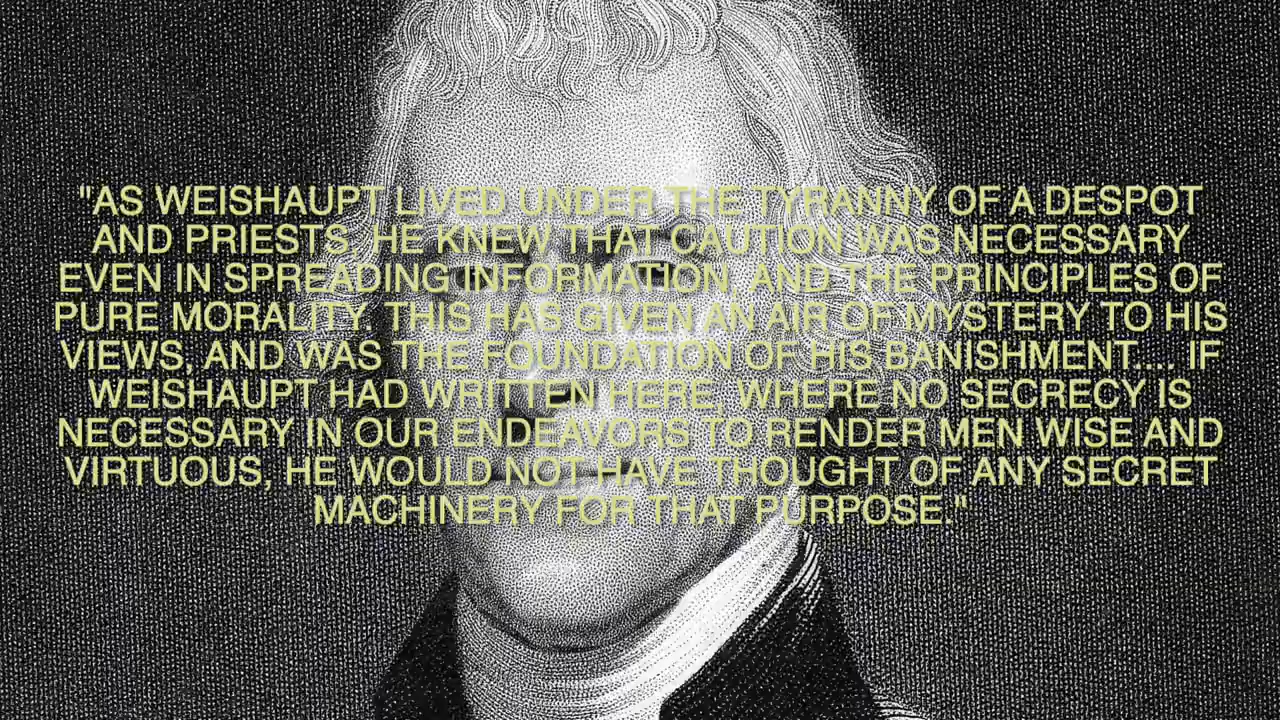 "AS WEISHAUPT LIVED UNDER THE TYRANNY OF A DESPOT
AND PRIESTS, HE KNEW THAT CAUTION WAS NECESSARY
EVEN IN SPREADING INFORMATION, AND THE PRINCIPLES OF
PURE MORALITY. THIS HAS GIVEN AN AIR OF MYSTERY TO HIS
VIEWS, AND WAS THE FOUNDATION OF HIS BANISHMENT.... IF
WEISHAUPT HAD WRITTEN HERE, WHERE NO SECRECY IS
NECESSARY IN OUR ENDEAVORS TO RENDER MEN WISE AND
VIRTUOUS, HE WOULD NOT HAVE THOUGHT OF ANY SECRET
MACHINERY FOR THAT PURPOSE."